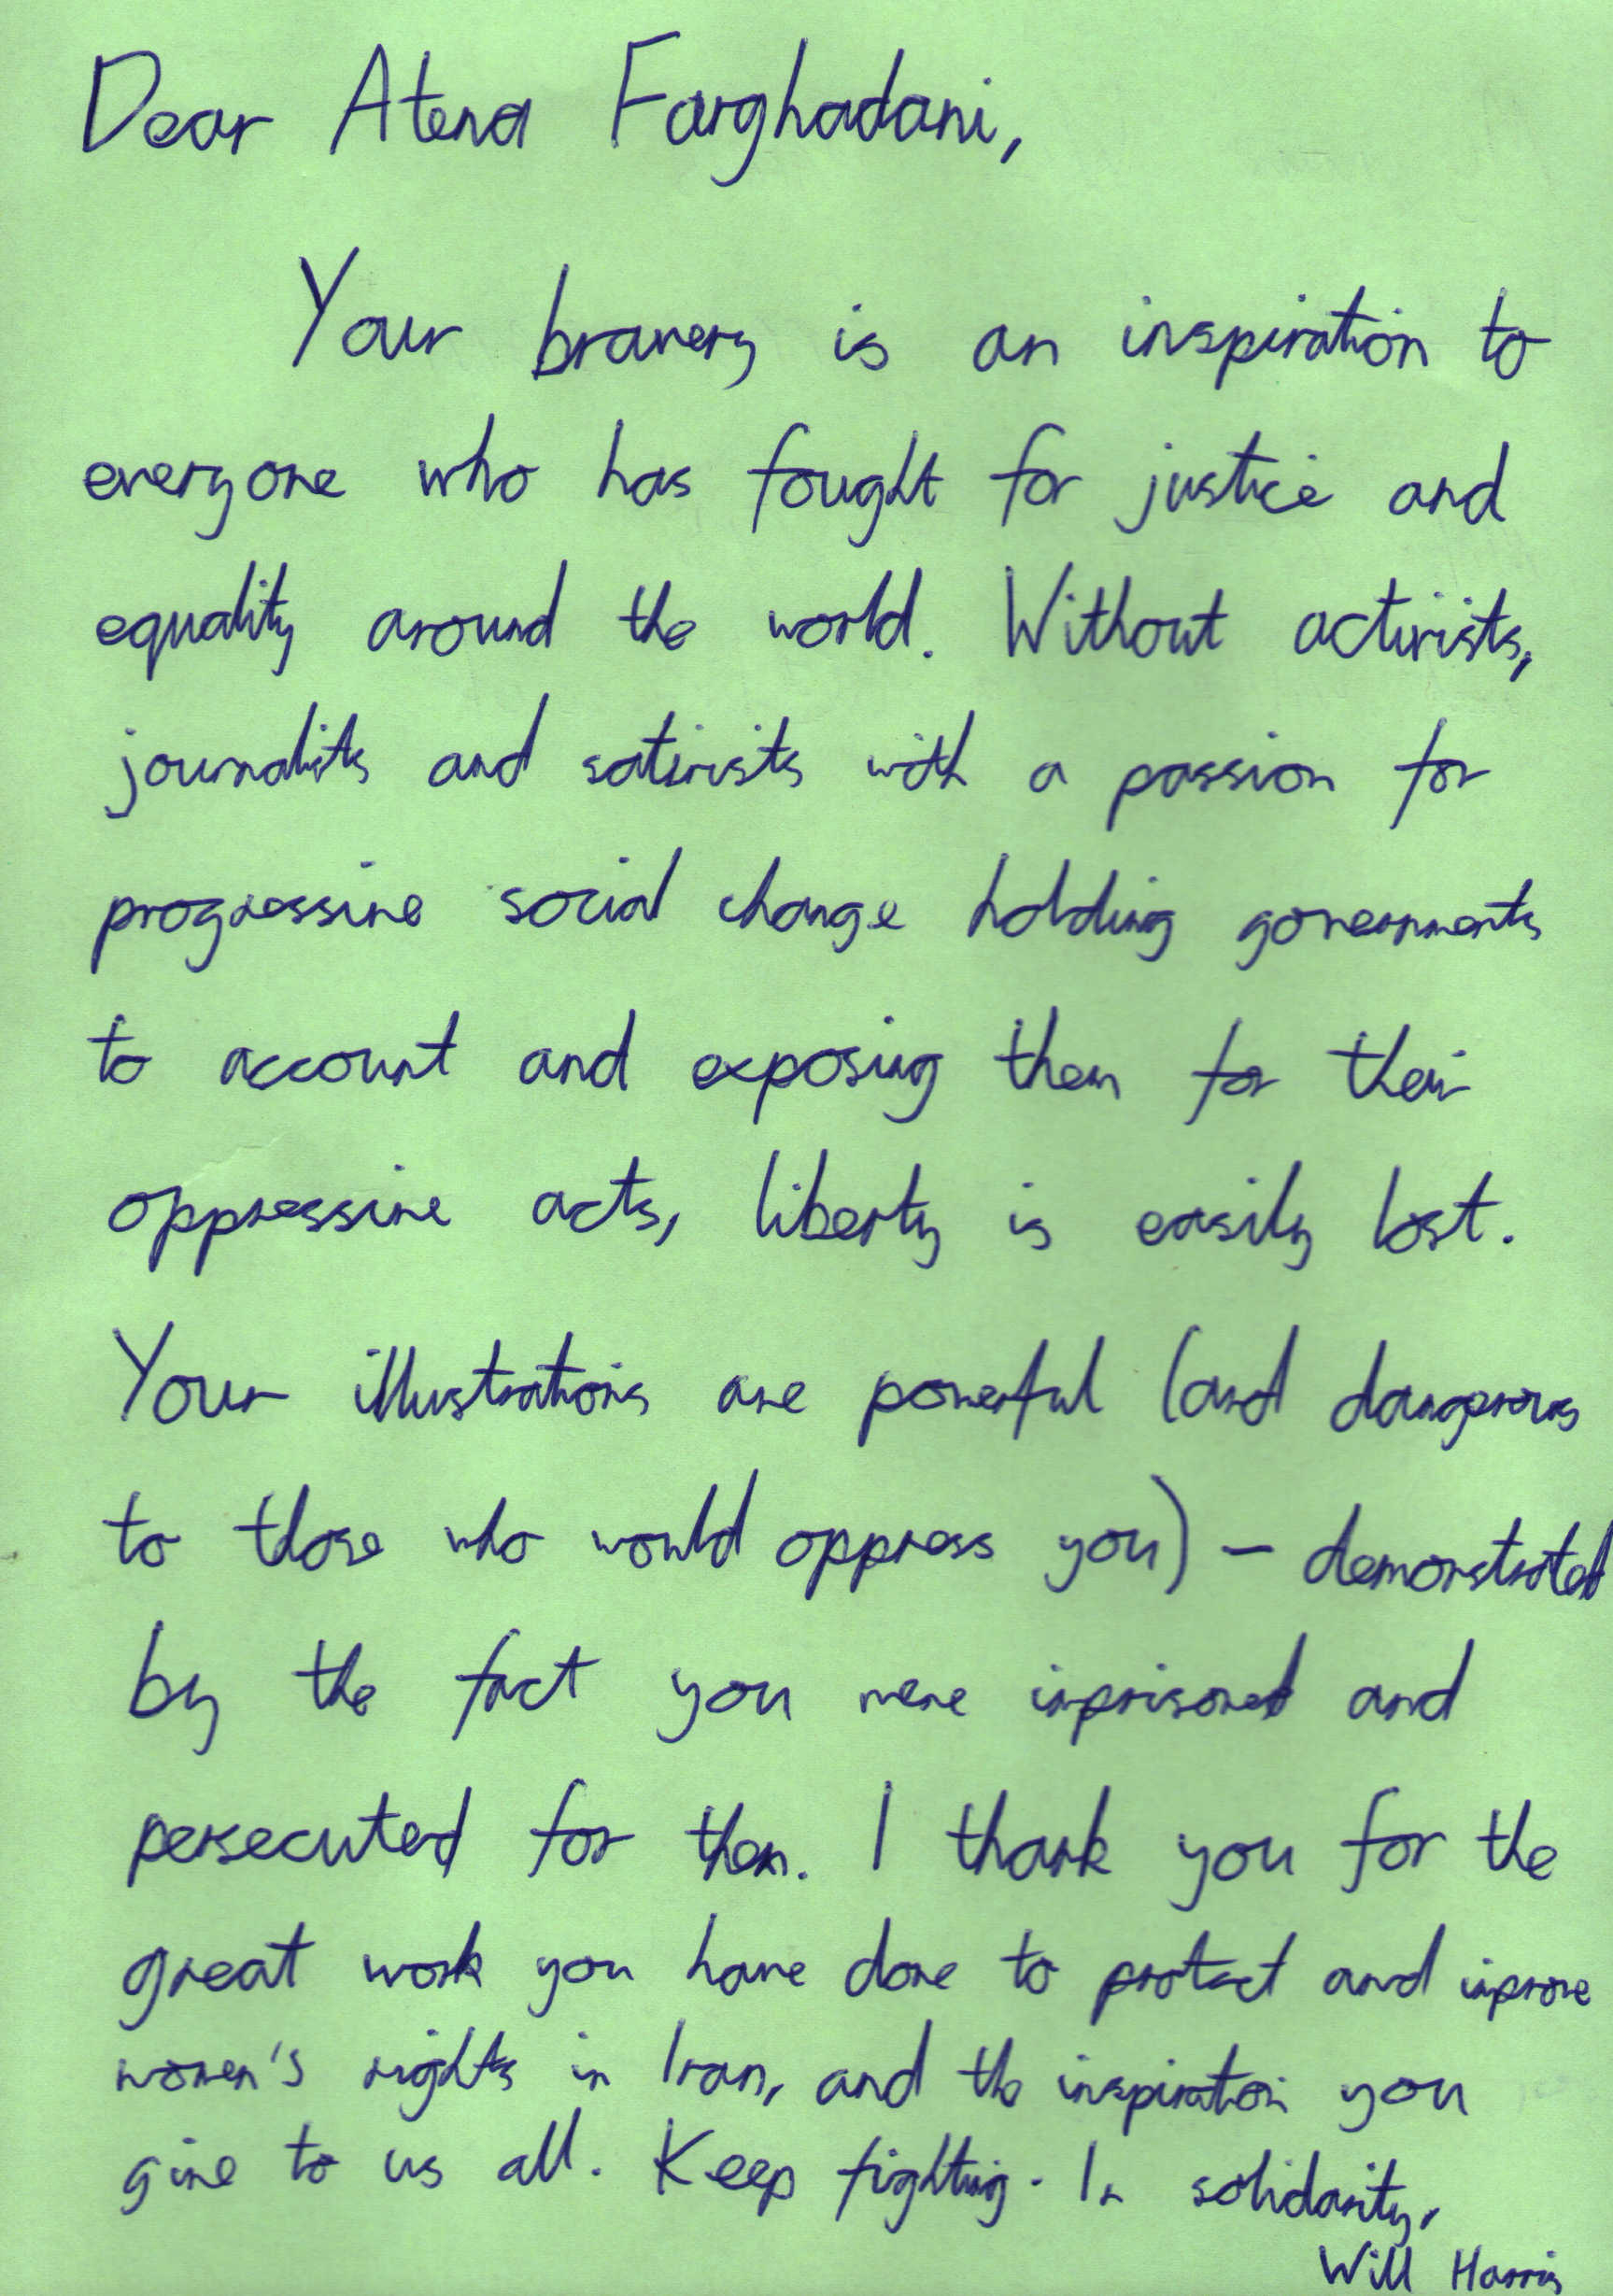 Dear Atena Farghadani,
Your bravery is an inspiration to
everyone who has fought for justice and
equality around the world. Without activists,
journalists and satirists with a passion for
progressive social change holding governments
to account and exposing them for their
oppressive acts, liberty is easily lost.
Your illustrations are powerful (and dangerous
to those who would oppress you) – demonstrated
by the fact you were imprisoned and
persecuted for them. I thank you for the
great work you have done to protect and improve
women's rights in Iran, and the inspiration you
give to us all. Keep fighting. In solidarity,
Will Harris